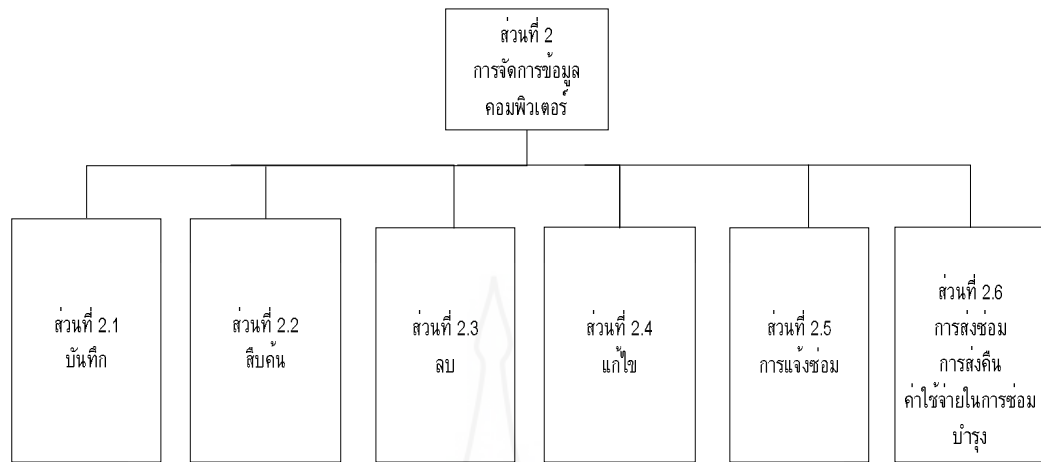 ส่วนที่ 2
การจัดการข้อมูล
คอมพิวเตอร์
ส่วนที่ 2.1
บันทึก
ส่วนที่ 2.2
สืบค้น
ส่วนที่ 2.3
ลบ
ส่วนที่ 2.4
แก้ไข
ส่วนที่ 2.5
การแจ้งซ่อม
ส่วนที่ 2.6
การส่งซ่อม
การส่งคืน
ค่าใช้จ่ายในการซ่อม
บำรุง